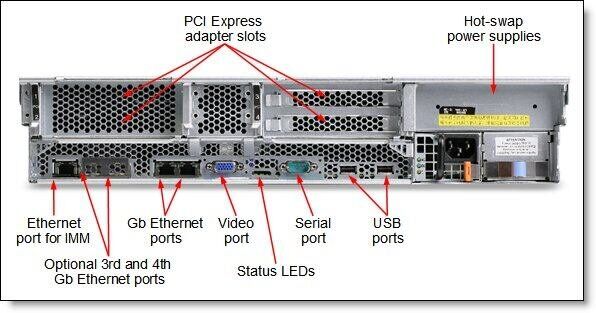 PCI Express
adapter slots
Hot-swap
power supplies
Ethernet
port for IMM
Gb Ethernet
ports
Video
port
Serial
port
USB
ports
Optional 3rd and 4th
Gb Ethernet ports
Status LEDs